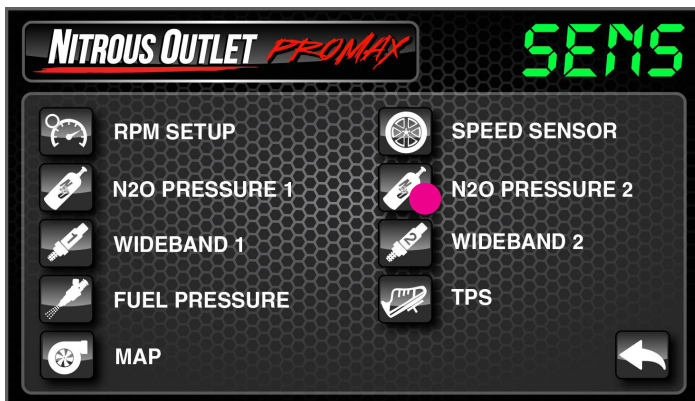 NITROUS OUTLET PROMAX
SENS
RPM SETUP
SPEED SENSOR
N2O PRESSURE 1
N2O PRESSURE 2
WIDEBAND 1
WIDEBAND 2
FUEL PRESSURE
TPS
MAP